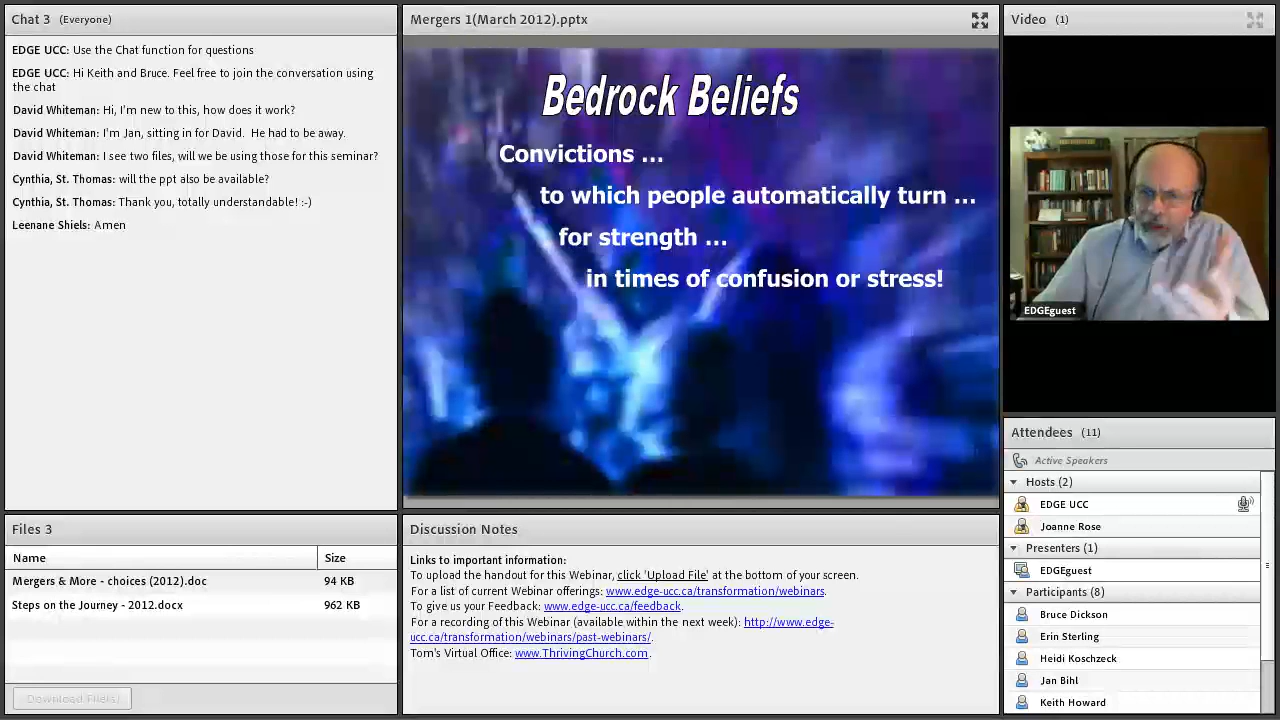 Chat 3 (Everyone)
EDGE UCC: Use the Chat function for questions
EDGE UCC: Hi Keith and Bruce. Feel free to join the conversation using
the chat
David Whiteman: Hi, I'm new to this, how does it work?
David Whiteman: I'm Jan, sitting in for David.  He had to be away.
David Whiteman: I see two files, will we be using those for this seminar?
Cynthia, St. Thomas: will the ppt also be available?
Cynthia, St. Thomas: Thank you, totally understandable! :-)
Leenane Shiels: Amen
Files 3
Name Size
Mergers & More - choices (2012).doc 94 KB
Steps on the Journey - 2012.docx 962 KB
Download File(s)
Mergers 1(March 2012).pptx
Bedrock Beliefs
Convictions ...
to which people automatically turn ...
for strength ...
in times of confusion or stress!
Discussion Notes
Links to important information:
To upload the handout for this Webinar, click 'Upload File' at the bottom of your screen.
For a list of current Webinar offerings: www.edge-ucc.ca/transformation/webinars.
To give us your Feedback: www.edge-ucc.ca/feedback.
For a recording of this Webinar (available within the next week): http://www.edge-
ucc.ca/transformation/webinars/past-webinars/.
Tom's Virtual Office: www.ThrivingChurch.com.
Video (1)
EDGEguest
Attendees (11)
Active Speakers
Hosts (2)
EDGE UCC
Joanne Rose
Presenters (1)
EDGEguest
Participants (8)
Bruce Dickson
Erin Sterling
Heidi Koschzeck
Jan Bihl
Keith Howard